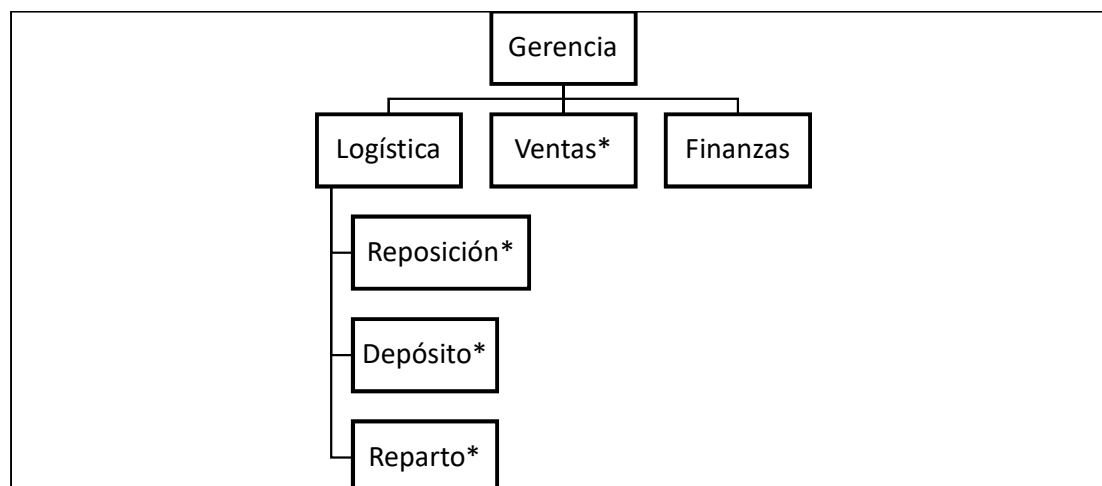 Gerencia
Logística
Ventas*
Finanzas
Reposición*
Depósito*
Reparto*